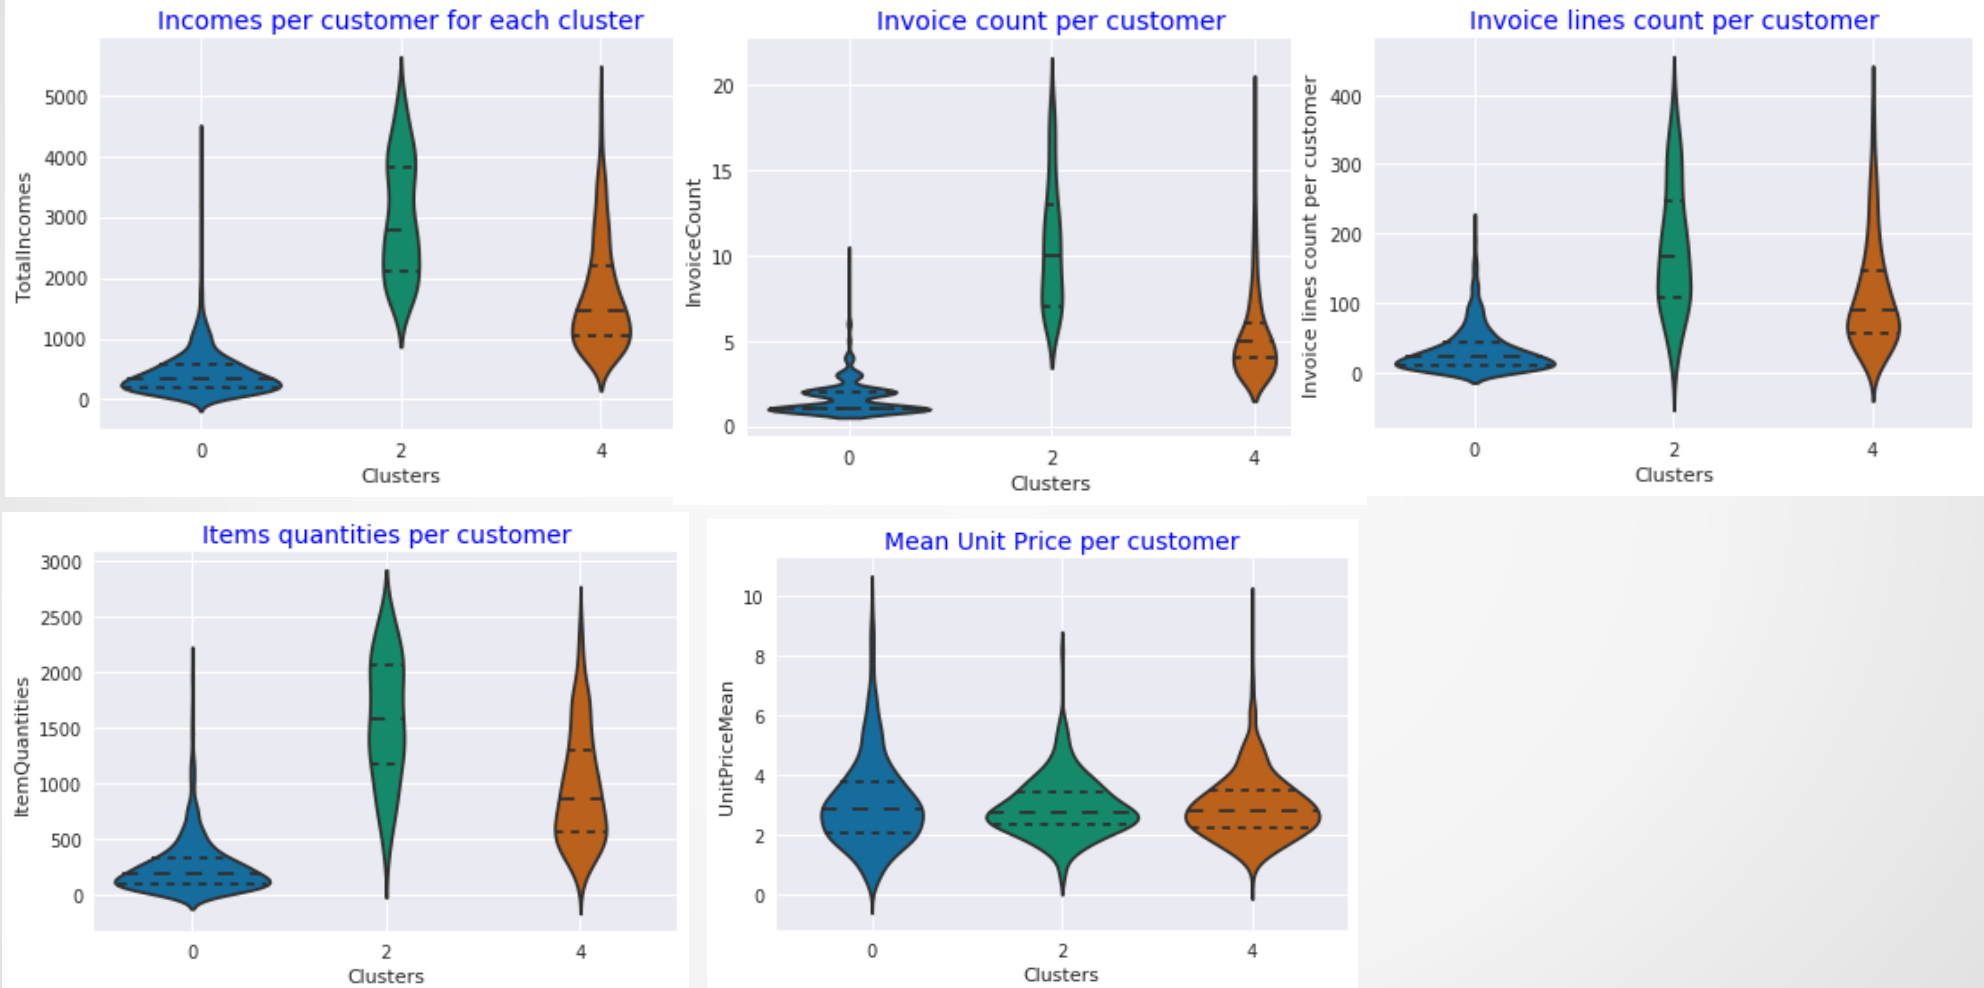 Incomes per customer for each cluster
TotalIncomes
5000
4000
3000
2000
1000
0
0 2 4
Clusters
Invoice count per customer
InvoiceCount
20
15
10
5
0
0 2 4
Clusters
Invoice lines count per customer
Invoice lines count per customer
400
300
200
100
0
0 2 4
Clusters
Items quantities per customer
ItemQuantities
3000
2500
2000
1500
1000
500
0
0 2 4
Clusters
Mean Unit Price per customer
UnitPriceMean
10
8
6
4
2
0
0 2 4
Clusters